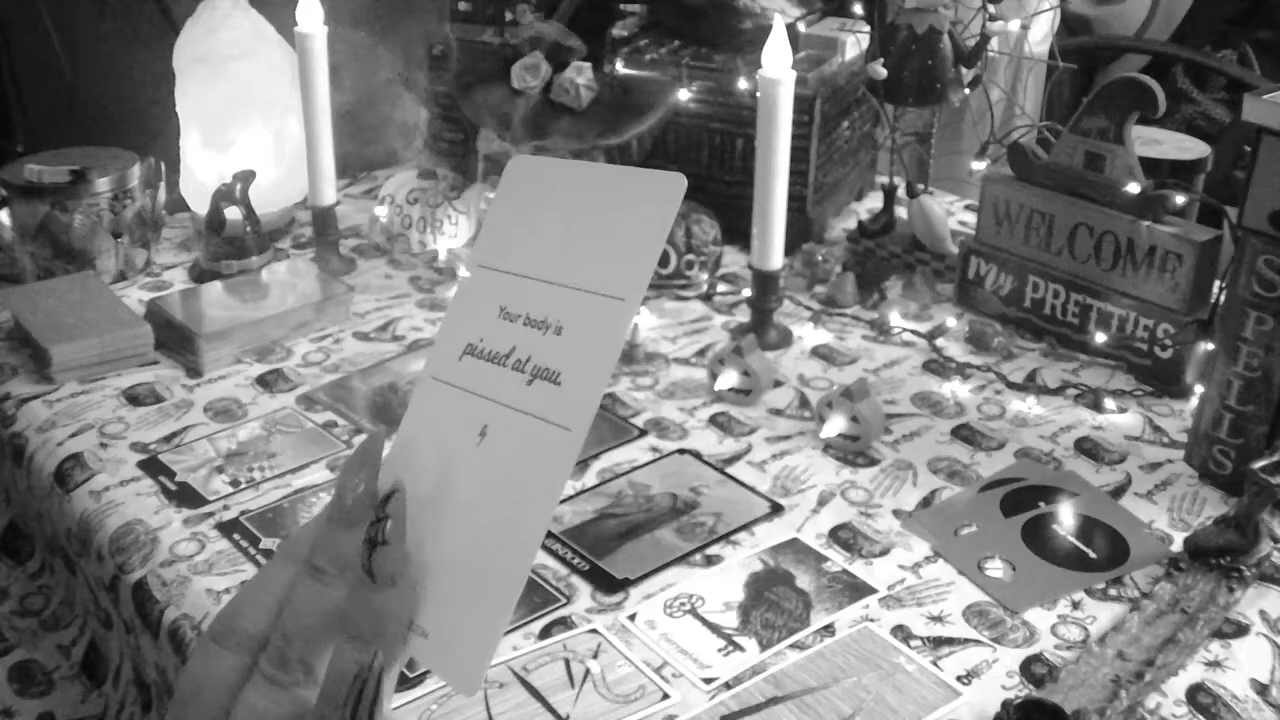 Spooky
WELCOME
My PRETTIES
SPELLS
Your body is
pissed at you.